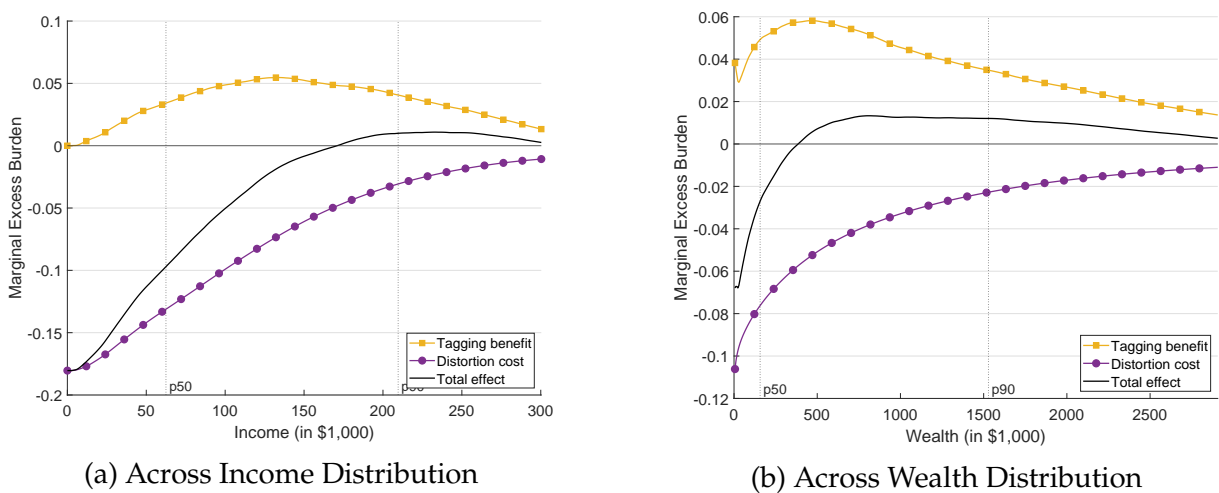 0.1
0.05
0
-0.05
-0.1
-0.15
-0.2
Marginal Excess Burden
p50
p90
Tagging benefit
Distortion cost
Total effect
0 50 100 150 200 250 300
Income (in $1,000)
(a) Across Income Distribution
0.06
0.04
0.02
0
-0.02
-0.04
-0.06
-0.08
-0.1
-0.12
Marginal Excess Burden
p50
p90
Tagging benefit
Distortion cost
Total effect
0 500 1000 1500 2000 2500
Wealth (in $1,000)
(b) Across Wealth Distribution